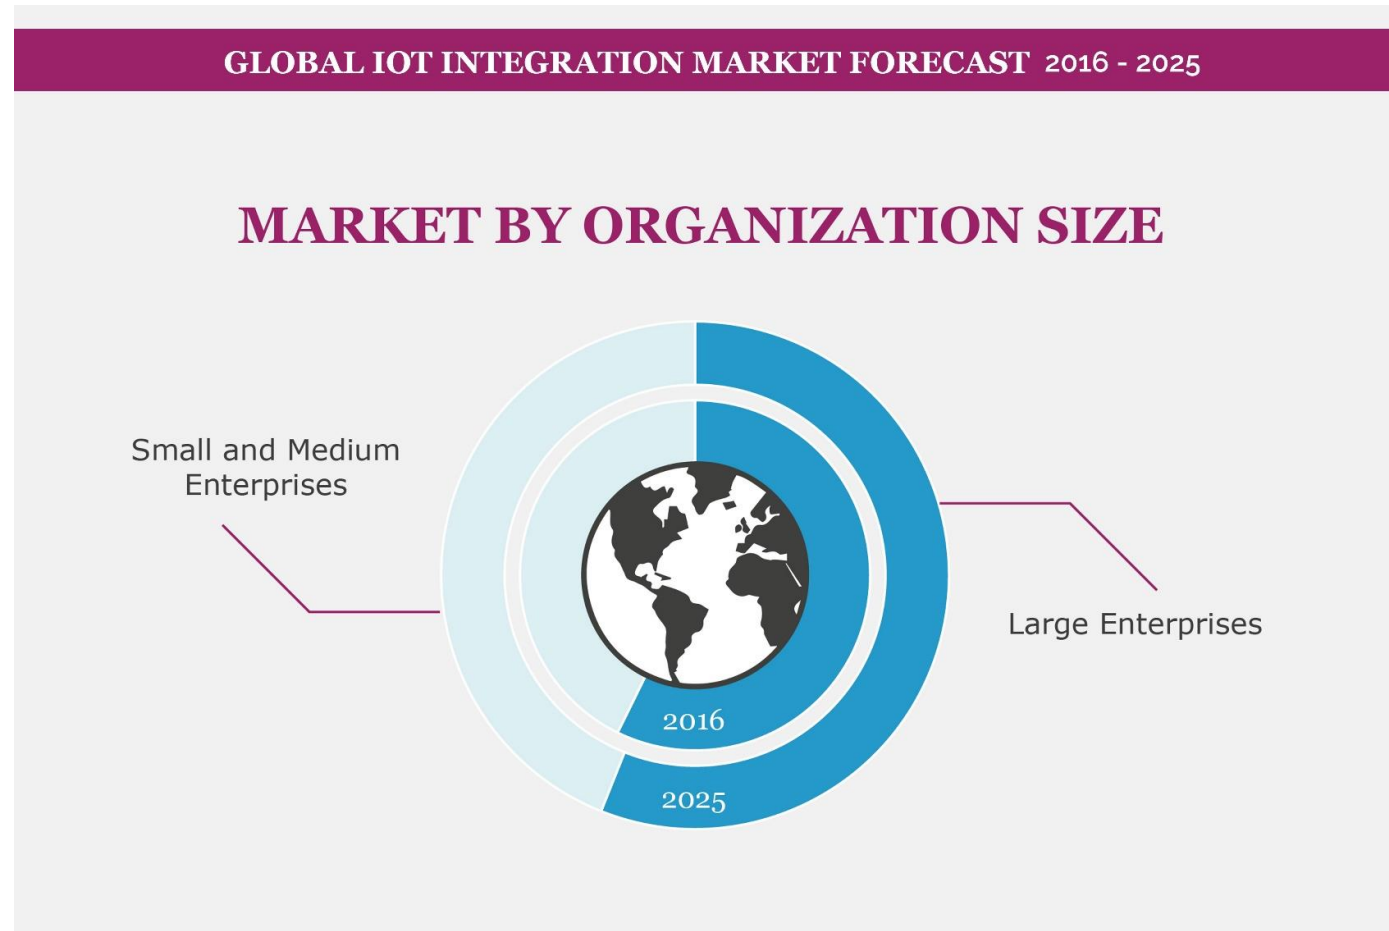 GLOBAL IOT INTEGRATION MARKET FORECAST 2016 - 2025
MARKET BY ORGANIZATION SIZE
Small and Medium
Enterprises
Large Enterprises
2016
2025